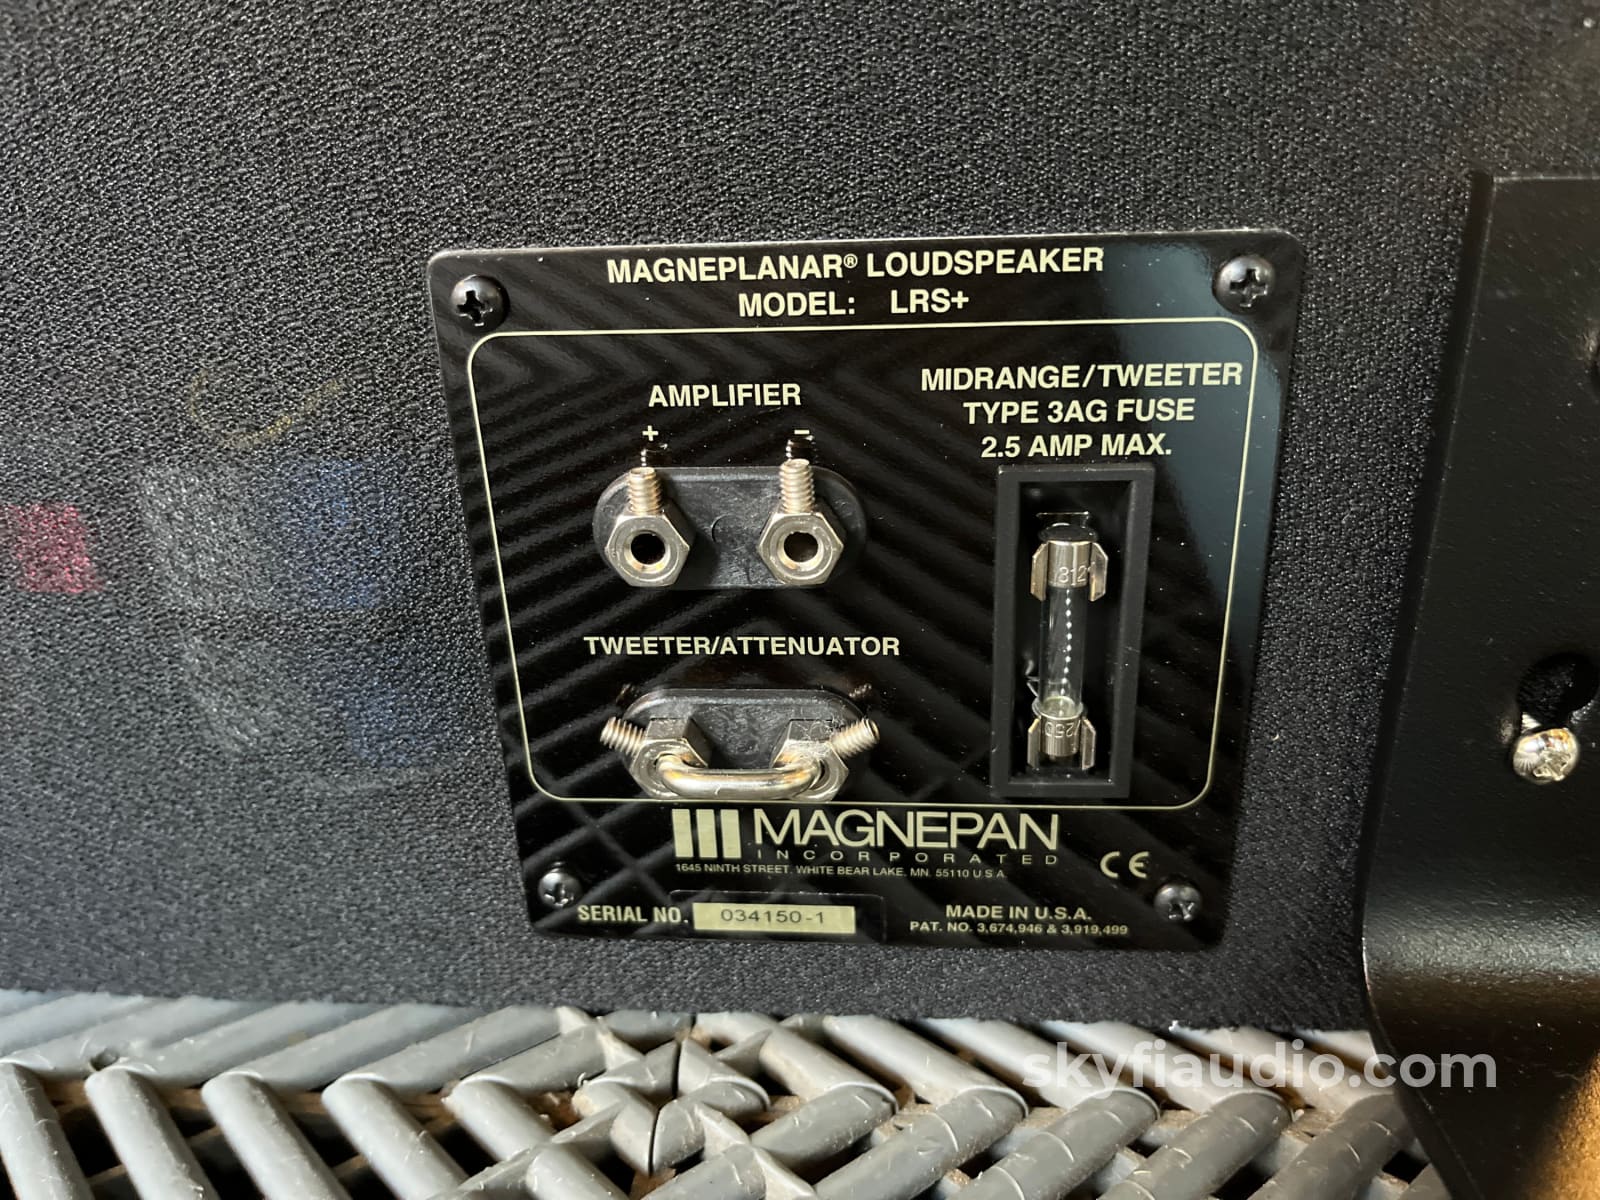 MAGNEPLANAR® LOUDSPEAKER
MODEL: LRS+
AMPLIFIER
+ −
MIDRANGE/TWEETER
TYPE 3AG FUSE
2.5 AMP MAX.
TWEETER/ATTENUATOR
MAGNEPAN
INCORPORATED
1645 NINTH STREET, WHITE BEAR LAKE, MN. 55110 U.S.A.
CE
SERIAL NO. 034150-1
MADE IN U.S.A.
PAT. NO. 3,674,946 & 3,919,499
skyfiaudio.com